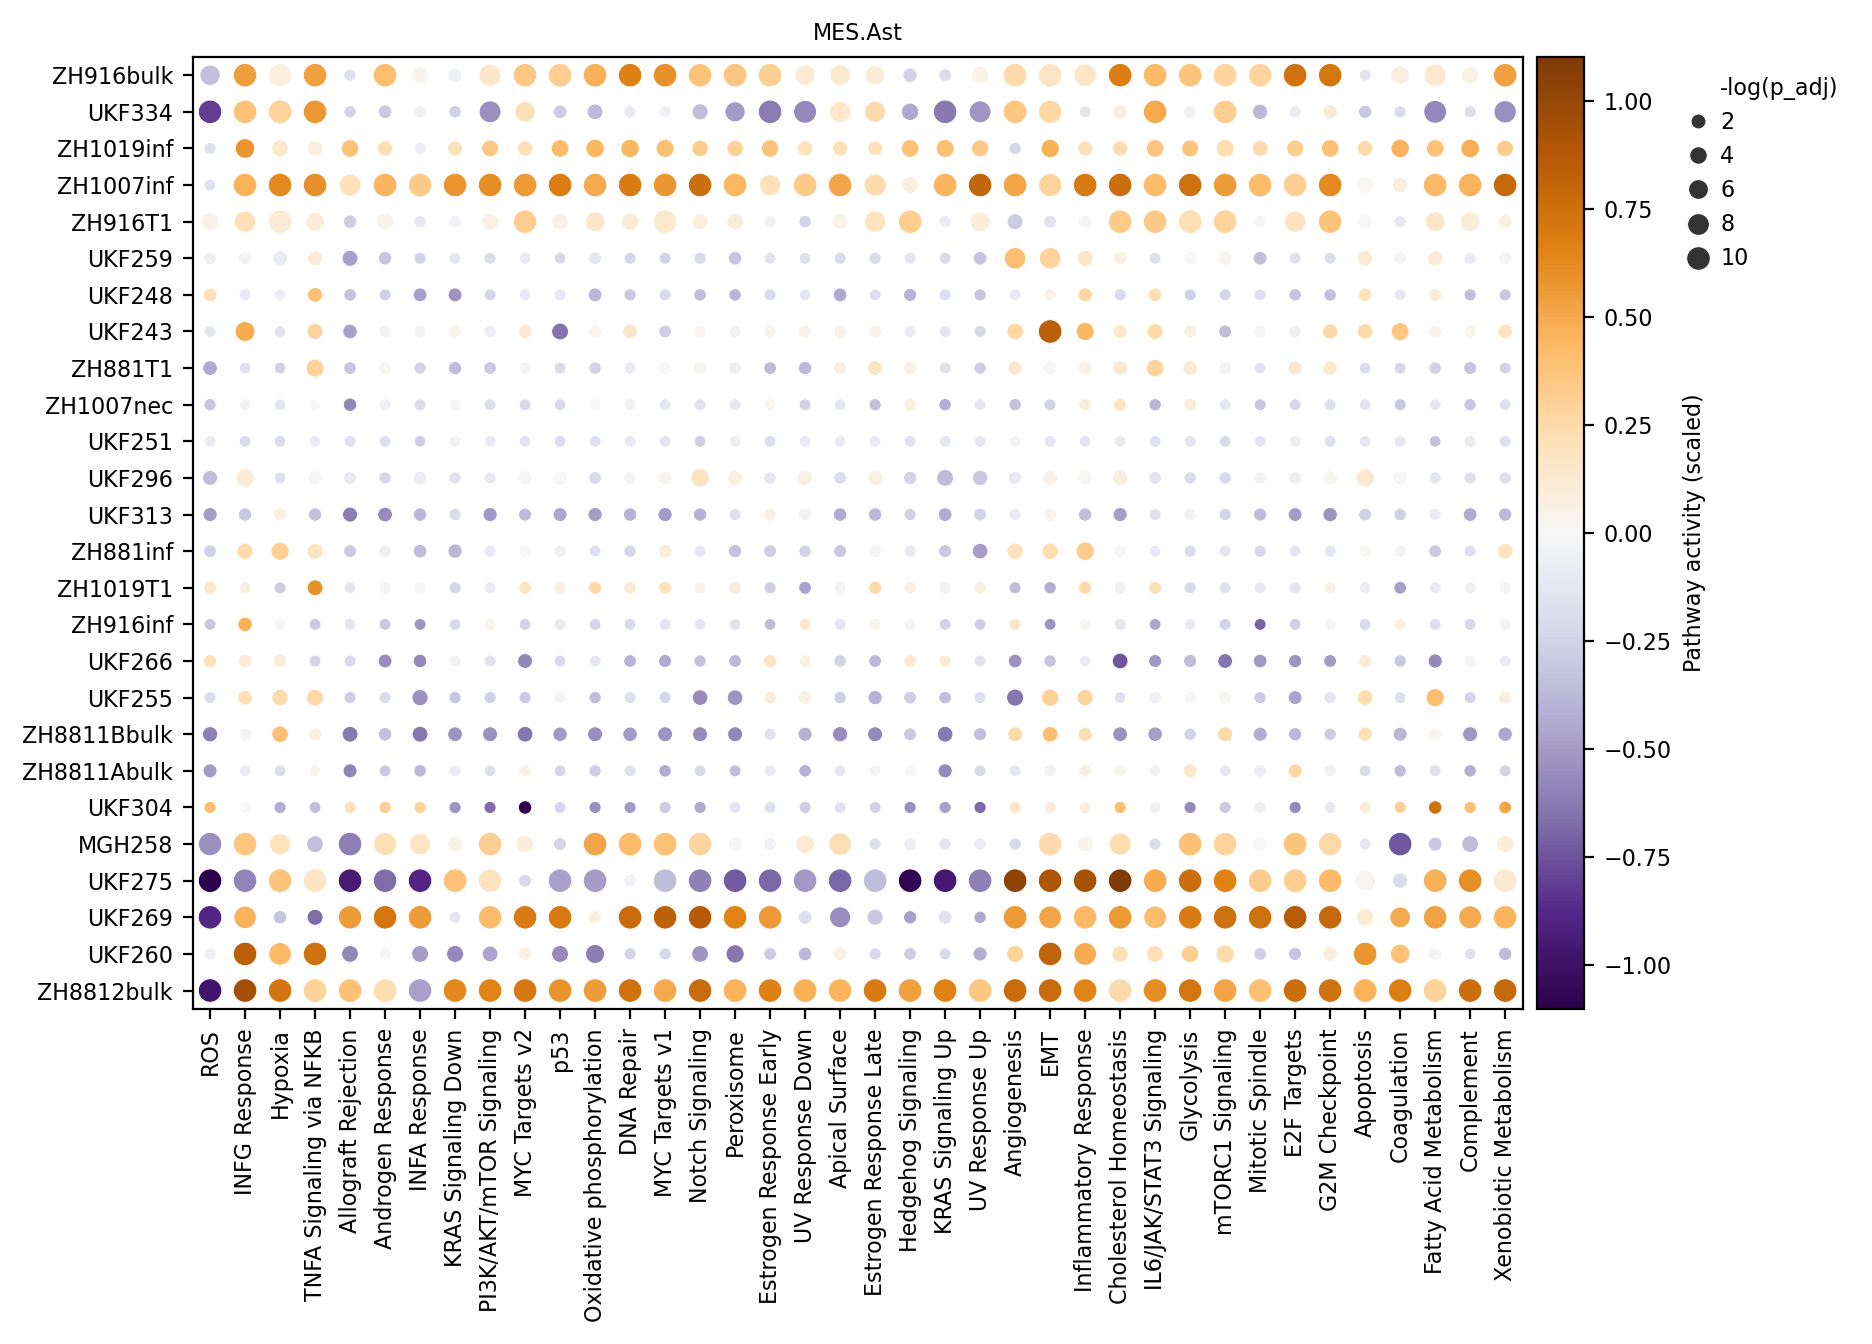 MES.Ast
ZH916bulk
UKF334
ZH1019inf
ZH1007inf
ZH916T1
UKF259
UKF248
UKF243
ZH881T1
ZH1007nec
UKF251
UKF296
UKF313
ZH881inf
ZH1019T1
ZH916inf
UKF266
UKF255
ZH8811Bbulk
ZH8811Abulk
UKF304
MGH258
UKF275
UKF269
UKF260
ZH8812bulk
ROS
INFG Response
Hypoxia
TNFA Signaling via NFKB
Allograft Rejection
Androgen Response
INFA Response
KRAS Signaling Down
PI3K/AKT/mTOR Signaling
MYC Targets v2
p53
Oxidative phosphorylation
DNA Repair
MYC Targets v1
Notch Signaling
Peroxisome
Estrogen Response Early
UV Response Down
Apical Surface
Estrogen Response Late
Hedgehog Signaling
KRAS Signaling Up
UV Response Up
Angiogenesis
EMT
Inflammatory Response
Cholesterol Homeostasis
IL6/JAK/STAT3 Signaling
Glycolysis
mTORC1 Signaling
Mitotic Spindle
E2F Targets
G2M Checkpoint
Apoptosis
Coagulation
Fatty Acid Metabolism
Complement
Xenobiotic Metabolism
1.00
0.75
0.50
0.25
0.00
−0.25
−0.50
−0.75
−1.00
Pathway activity (scaled)
-log(p_adj)
2
4
6
8
10